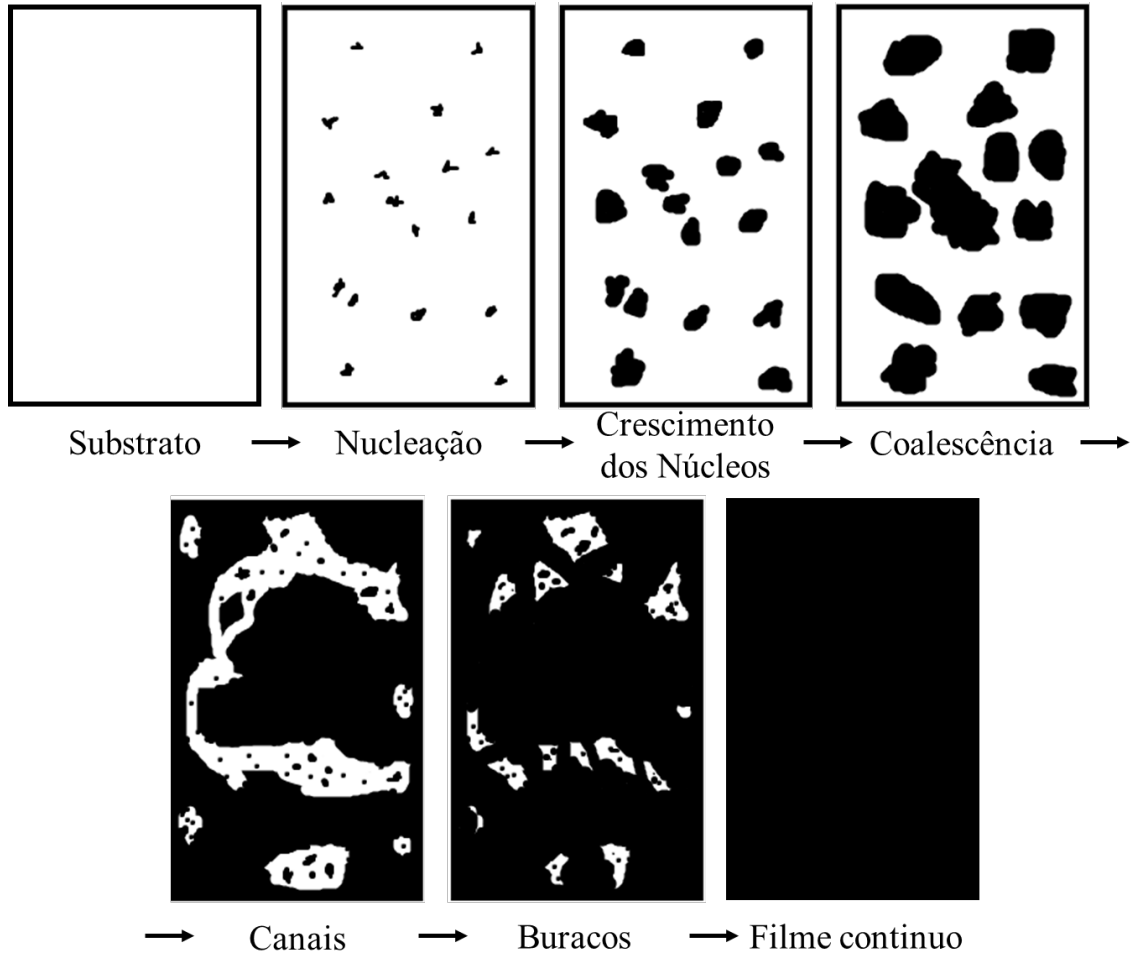 Substrato
Nucleação
Crescimento
dos Núcleos
Coalescência
Canais
Buracos
Filme continuo